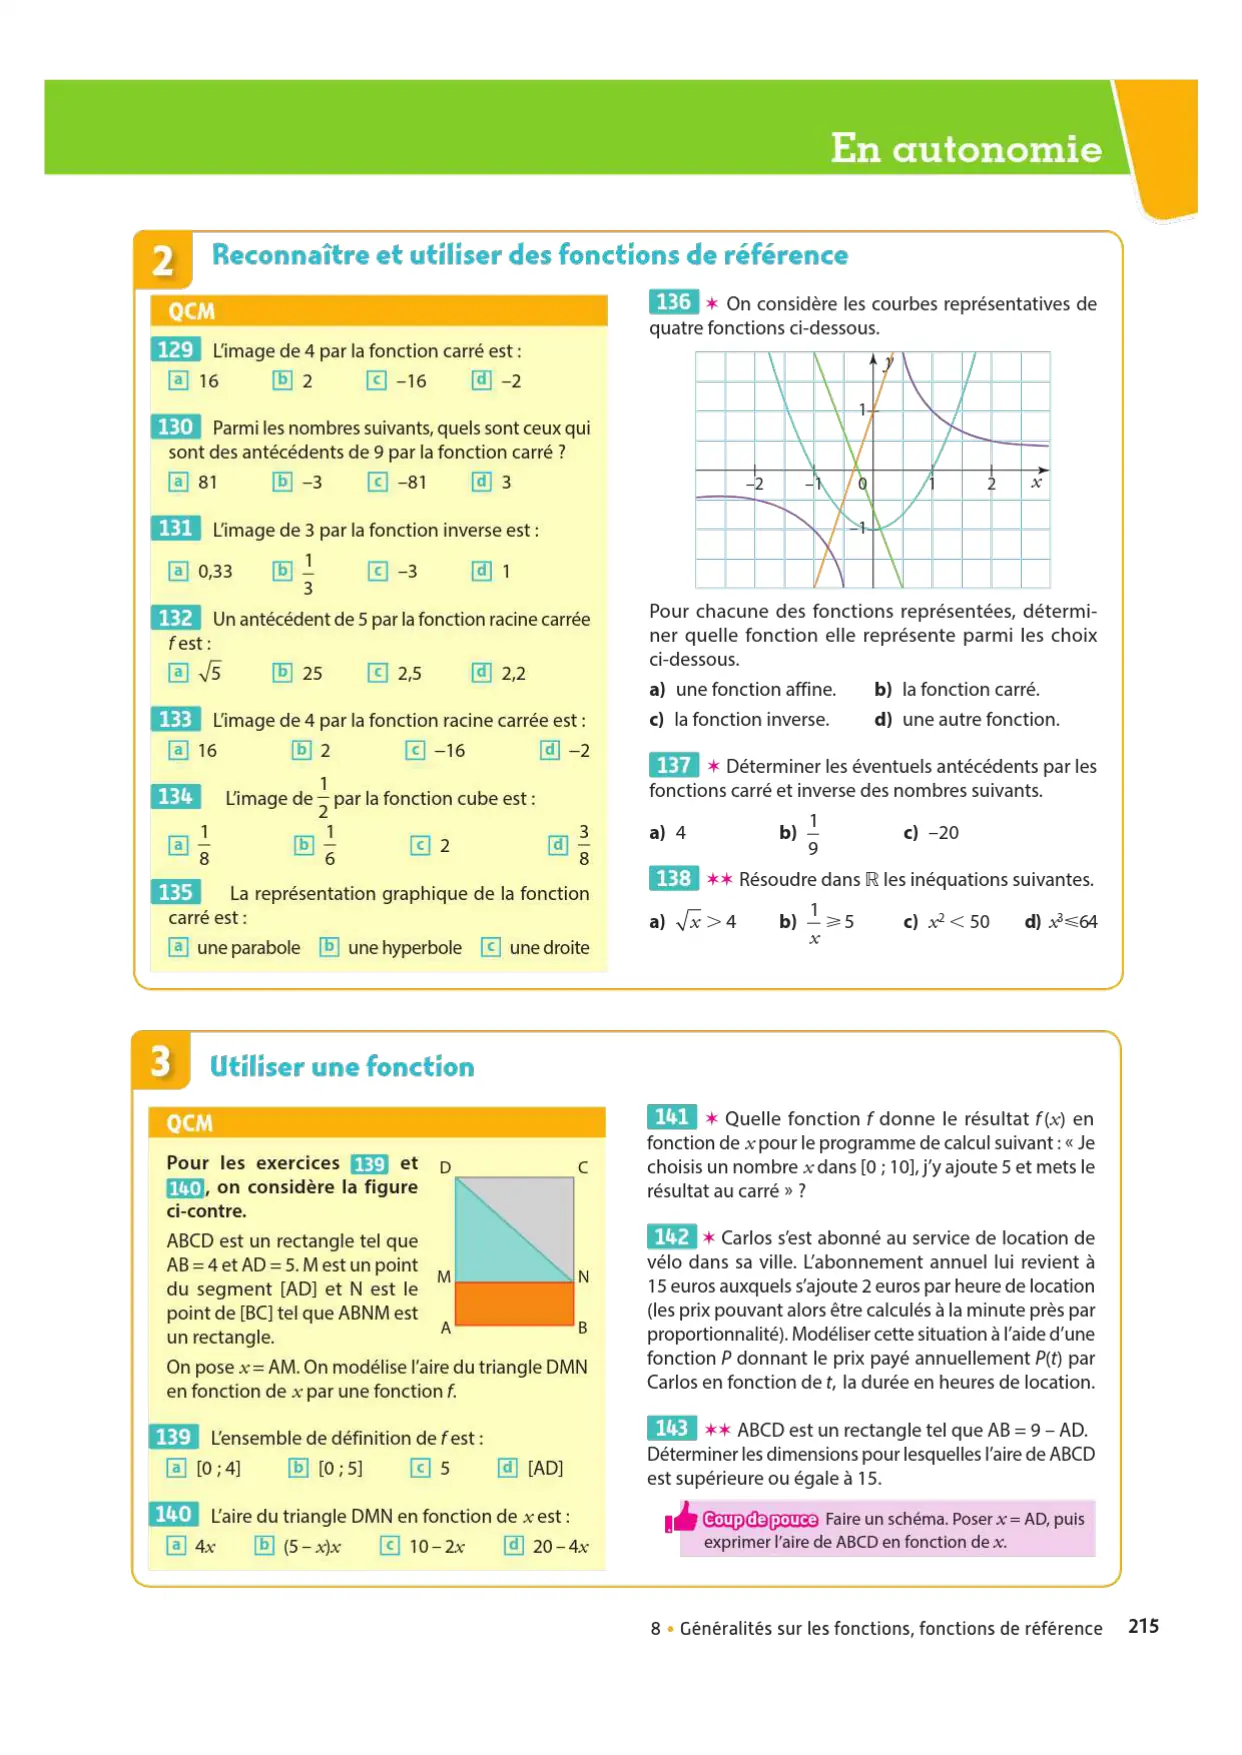 En autonomie
2 Reconnaître et utiliser des fonctions de référence
QCM
129 L'image de 4 par la fonction carré est :
a 16 b 2 c –16 d –2
130 Parmi les nombres suivants, quels sont ceux qui
sont des antécédents de 9 par la fonction carré ?
a 81 b –3 c –81 d 3
131 L'image de 3 par la fonction inverse est :
a 0,33 b 1/3 c –3 d 1
132 Un antécédent de 5 par la fonction racine carrée
f est :
a √5 b 25 c 2,5 d 2,2
133 L'image de 4 par la fonction racine carrée est :
a 16 b 2 c –16 d –2
134 L'image de 1/2 par la fonction cube est :
a 1/8 b 1/6 c 2 d 3/8
135 La représentation graphique de la fonction
carré est :
a une parabole b une hyperbole c une droite
136 ★ On considère les courbes représentatives de
quatre fonctions ci-dessous.
y
1
–2 –1 0 1 2 x
–1
Pour chacune des fonctions représentées, détermi-
ner quelle fonction elle représente parmi les choix
ci-dessous.
a) une fonction affine. b) la fonction carré.
c) la fonction inverse. d) une autre fonction.
137 ★ Déterminer les éventuels antécédents par les
fonctions carré et inverse des nombres suivants.
a) 4 b) 1/9 c) –20
138 ★★ Résoudre dans ℝ les inéquations suivantes.
a) √x > 4 b) 1/x ⩾ 5 c) x² < 50 d) x³⩽64
3 Utiliser une fonction
QCM
Pour les exercices 139 et
140, on considère la figure
ci-contre.
ABCD est un rectangle tel que
AB = 4 et AD = 5. M est un point
du segment [AD] et N est le
point de [BC] tel que ABNM est
un rectangle.
D C
M N
A B
On pose x = AM. On modélise l'aire du triangle DMN
en fonction de x par une fonction f.
139 L'ensemble de définition de f est :
a [0 ; 4] b [0 ; 5] c 5 d [AD]
140 L'aire du triangle DMN en fonction de x est :
a 4x b (5 – x)x c 10 – 2x d 20 – 4x
141 ★ Quelle fonction f donne le résultat f(x) en
fonction de x pour le programme de calcul suivant : « Je
choisis un nombre x dans [0 ; 10], j'y ajoute 5 et mets le
résultat au carré » ?
142 ★ Carlos s'est abonné au service de location de
vélo dans sa ville. L'abonnement annuel lui revient à
15 euros auxquels s'ajoute 2 euros par heure de location
(les prix pouvant alors être calculés à la minute près par
proportionnalité). Modéliser cette situation à l'aide d'une
fonction P donnant le prix payé annuellement P(t) par
Carlos en fonction de t, la durée en heures de location.
143 ★★ ABCD est un rectangle tel que AB = 9 – AD.
Déterminer les dimensions pour lesquelles l'aire de ABCD
est supérieure ou égale à 15.
Coup de pouce Faire un schéma. Poser x = AD, puis
exprimer l'aire de ABCD en fonction de x.
8 • Généralités sur les fonctions, fonctions de référence 215